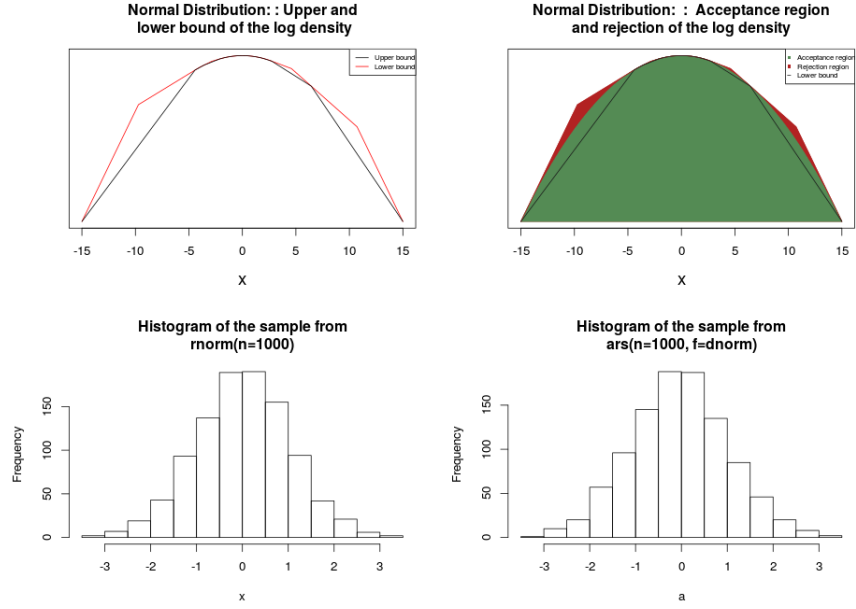 Normal Distribution: : Upper and
lower bound of the log density
Upper bound
Lower bound
-15
-10
-5
0
5
10
15
X
Normal Distribution: : Acceptance region
and rejection of the log density
Acceptance region
Rejection region
Lower bound
-15
-10
-5
0
5
10
15
X
Histogram of the sample from
rnorm(n=1000)
Frequency
0
50
100
150
-3
-2
-1
0
1
2
3
x
Histogram of the sample from
ars(n=1000, f=dnorm)
Frequency
0
50
100
150
-3
-2
-1
0
1
2
3
a